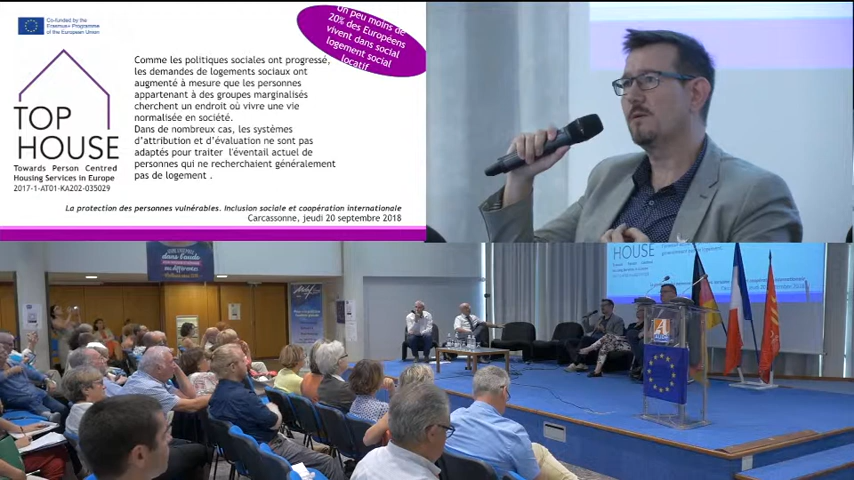 Co-funded by the
Erasmus+ Programme
of the European Union
Un peu moins de
20% des Européens
vivent dans social
logement social
locatif
Comme les politiques sociales ont progressé,
les demandes de logements sociaux ont
augmenté à mesure que les personnes
appartenant à des groupes marginalisés
cherchent un endroit où vivre une vie
normalisée en société.
Dans de nombreux cas, les systèmes
d'attribution et d'évaluation ne sont pas
adaptés pour traiter l'éventail actuel de
personnes qui ne recherchaient généralement
pas de logement .
TOP
HOUSE
Towards Person Centred
Housing Services in Europe
2017-1-AT01-KA202-035029
La protection des personnes vulnérables. Inclusion sociale et coopération internationale
Carcassonne, jeudi 20 septembre 2018
dans l'aude
HOUSE